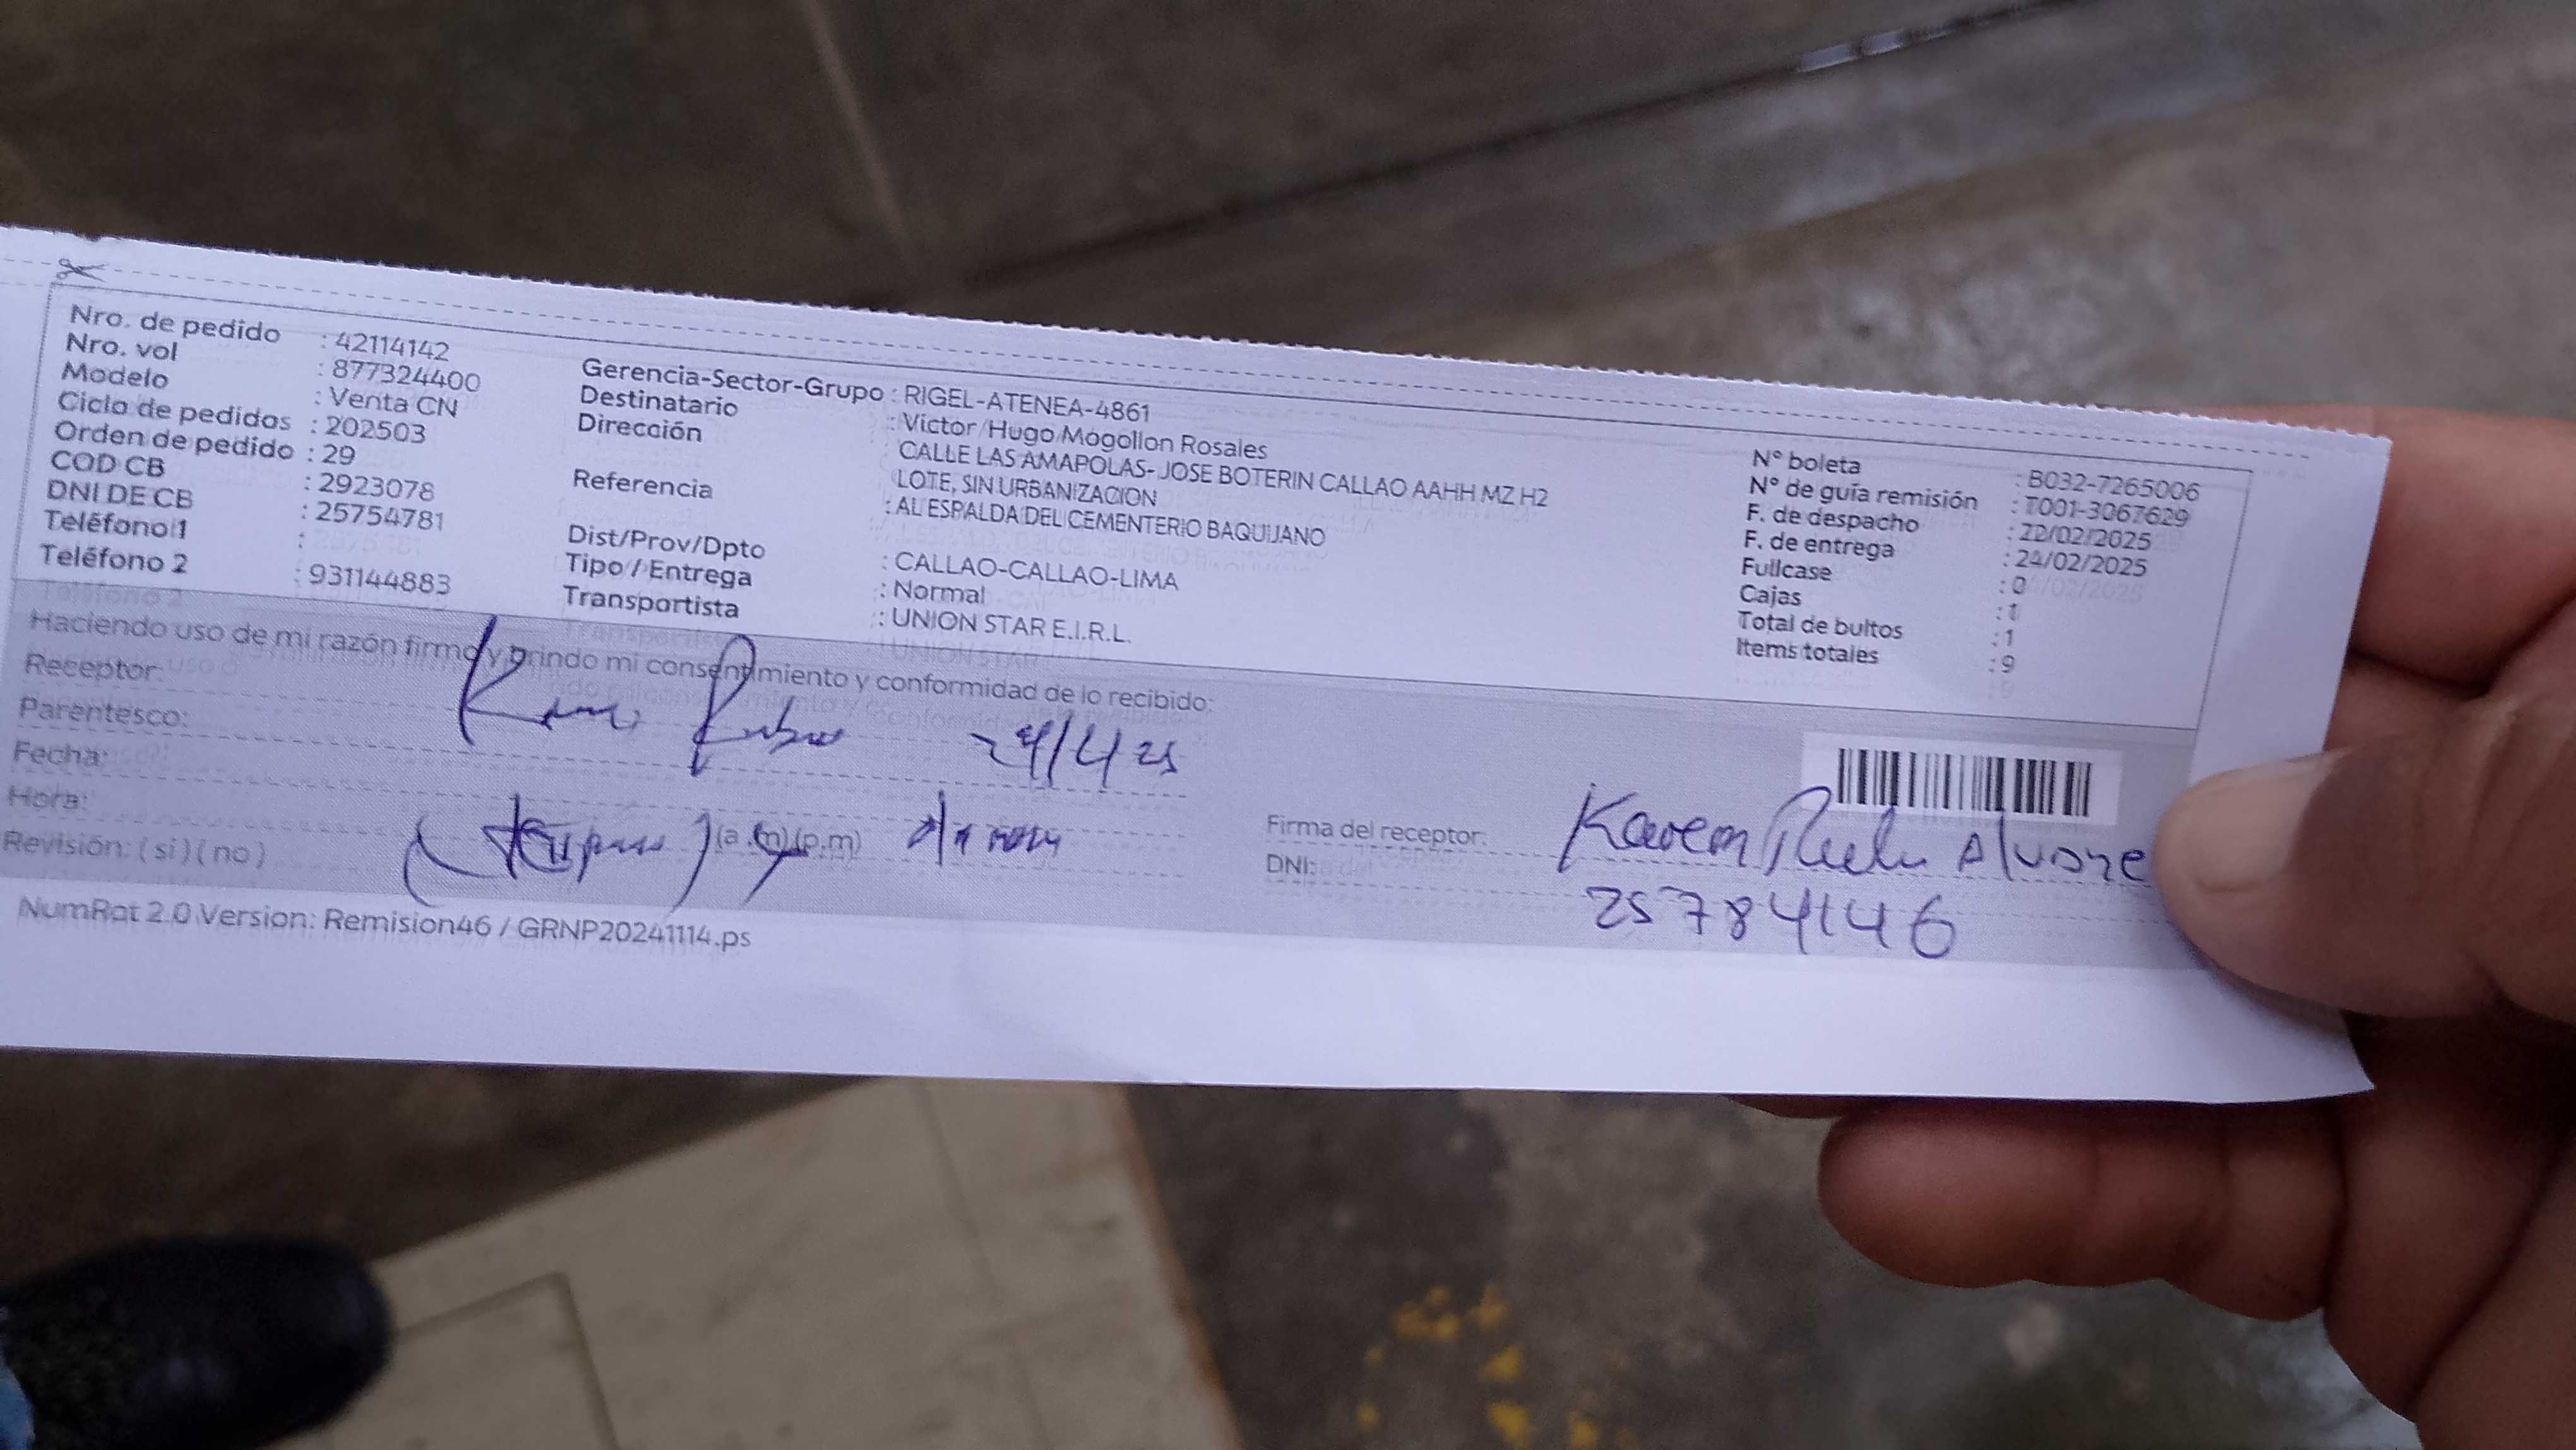 Nro. de pedido : 42114142
Nro. vol : 877324400
Modelo : Venta CN
Ciclo de pedidos : 202503
Orden de pedido : 29
COD CB : 2923078
DNI DE CB : 25754781
Teléfono 1 :
Teléfono 2 : 931144883
Gerencia-Sector-Grupo : RIGEL-ATENEA-4861
Destinatario : Victor Hugo Mogollon Rosales
Dirección CALLE LAS AMAPOLAS- JOSE BOTERIN CALLAO AAHH MZ H2
LOTE, SIN URBANIZACION
Referencia : AL ESPALDA DEL CEMENTERIO BAQUIJANO
Dist/Prov/Dpto : CALLAO-CALLAO-LIMA
Tipo / Entrega : Normal
Transportista : UNION STAR E.I.R.L.
N° boleta : B032-7265006
N° de guía remisión : T001-3067629
F. de despacho : 22/02/2025
F. de entrega : 24/02/2025
Fullcase : 0
Cajas : 1
Total de bultos : 1
Items totales : 9
Haciendo uso de mi razón firmo y brindo mi consentimiento y conformidad de lo recibido:
Receptor:
Parentesco: 24/4 25
Fecha:
Hora: (a.m)(p.m)
Revisión: (si)(no)
Firma del receptor: Karem
DNI: 25784146
NumRat 2.0 Version: Remision46 / GRNP20241114.ps